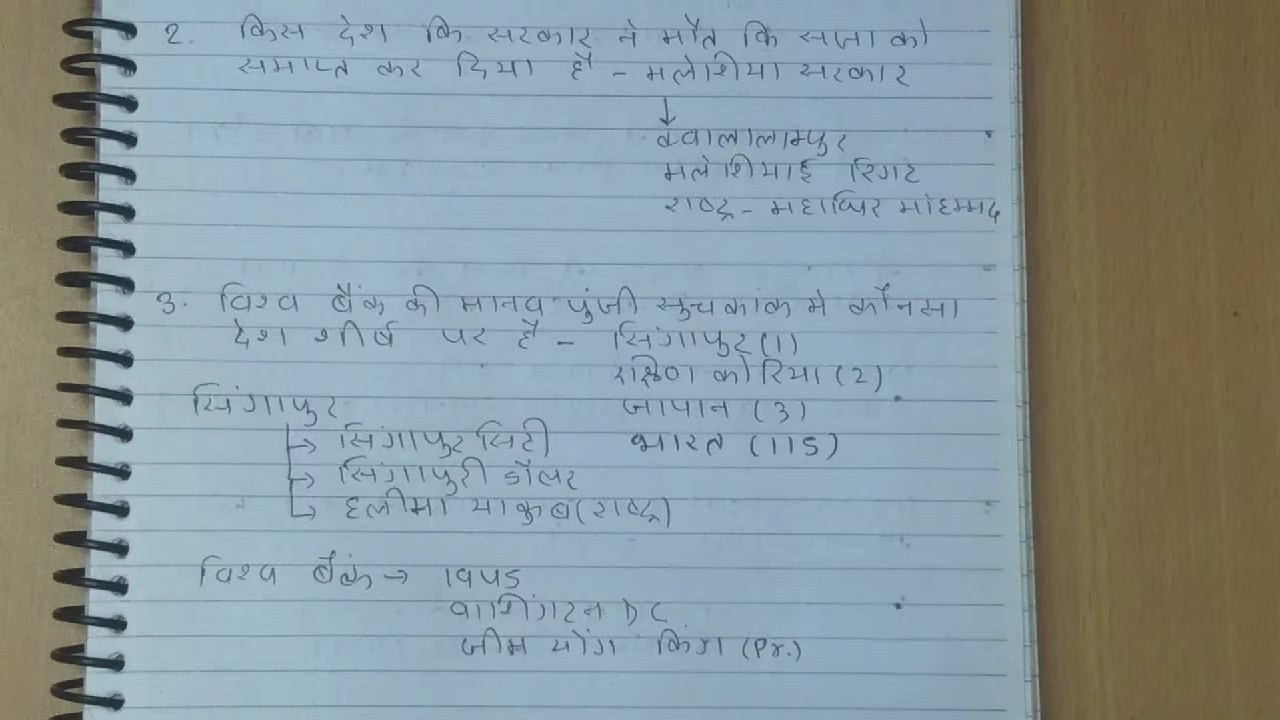 2. किस देश कि सरकार ने मौत कि सजा को
समाप्त कर दिया है - मलेशिया सरकार
↓
क्वालालाम्पुर
मलेशियाई रिंगट
राष्ट्र - महाथिर मोहम्मद
3. विश्व बैंक की मानव पुंजी सुचकांक मे कौनसा
देश शीर्ष पर है - सिंगापुर (1)
दक्षिण कोरिया (2)
सिंगापुर जापान (3)
→ सिंगापुर सिटी भारत (115)
→ सिंगापुरी डॉलर
→ हलीमा याकुब (राष्ट्र)
विश्व बैंक → 1945
वाशिंगटन DC
जीम योंग किंग (Pr.)